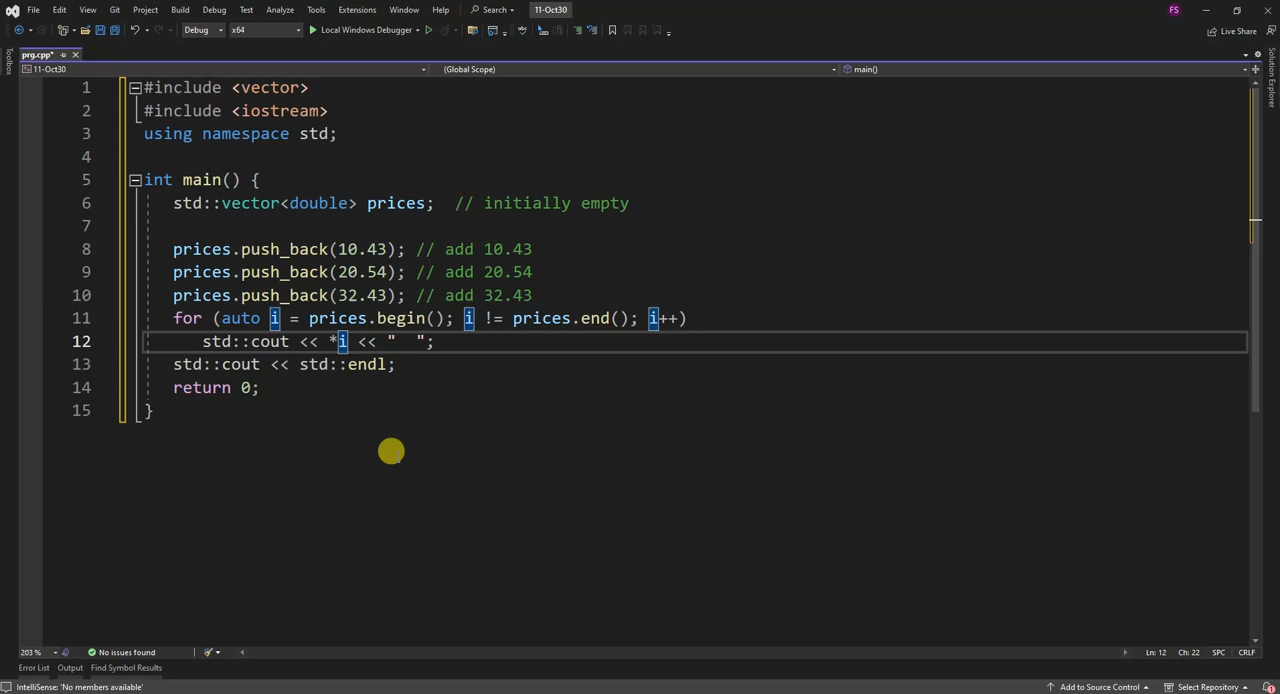 File Edit View Git Project Build Debug Test Analyze Tools Extensions Window Help Search 11-Oct30 FS
Debug x64 Local Windows Debugger Live Share
prg.cpp*
11-Oct30 (Global Scope) main()
Toolbox
Solution Explorer
1 #include <vector>
2 #include <iostream>
3 using namespace std;
4
5 int main() {
6 std::vector<double> prices; // initially empty
7
8 prices.push_back(10.43); // add 10.43
9 prices.push_back(20.54); // add 20.54
10 prices.push_back(32.43); // add 32.43
11 for (auto i = prices.begin(); i != prices.end(); i++)
12 std::cout << *i << "  ";
13 std::cout << std::endl;
14 return 0;
15 }
203 % No issues found Ln: 12 Ch: 22 SPC CRLF
Error List Output Find Symbol Results
IntelliSense: 'No members available' Add to Source Control Select Repository